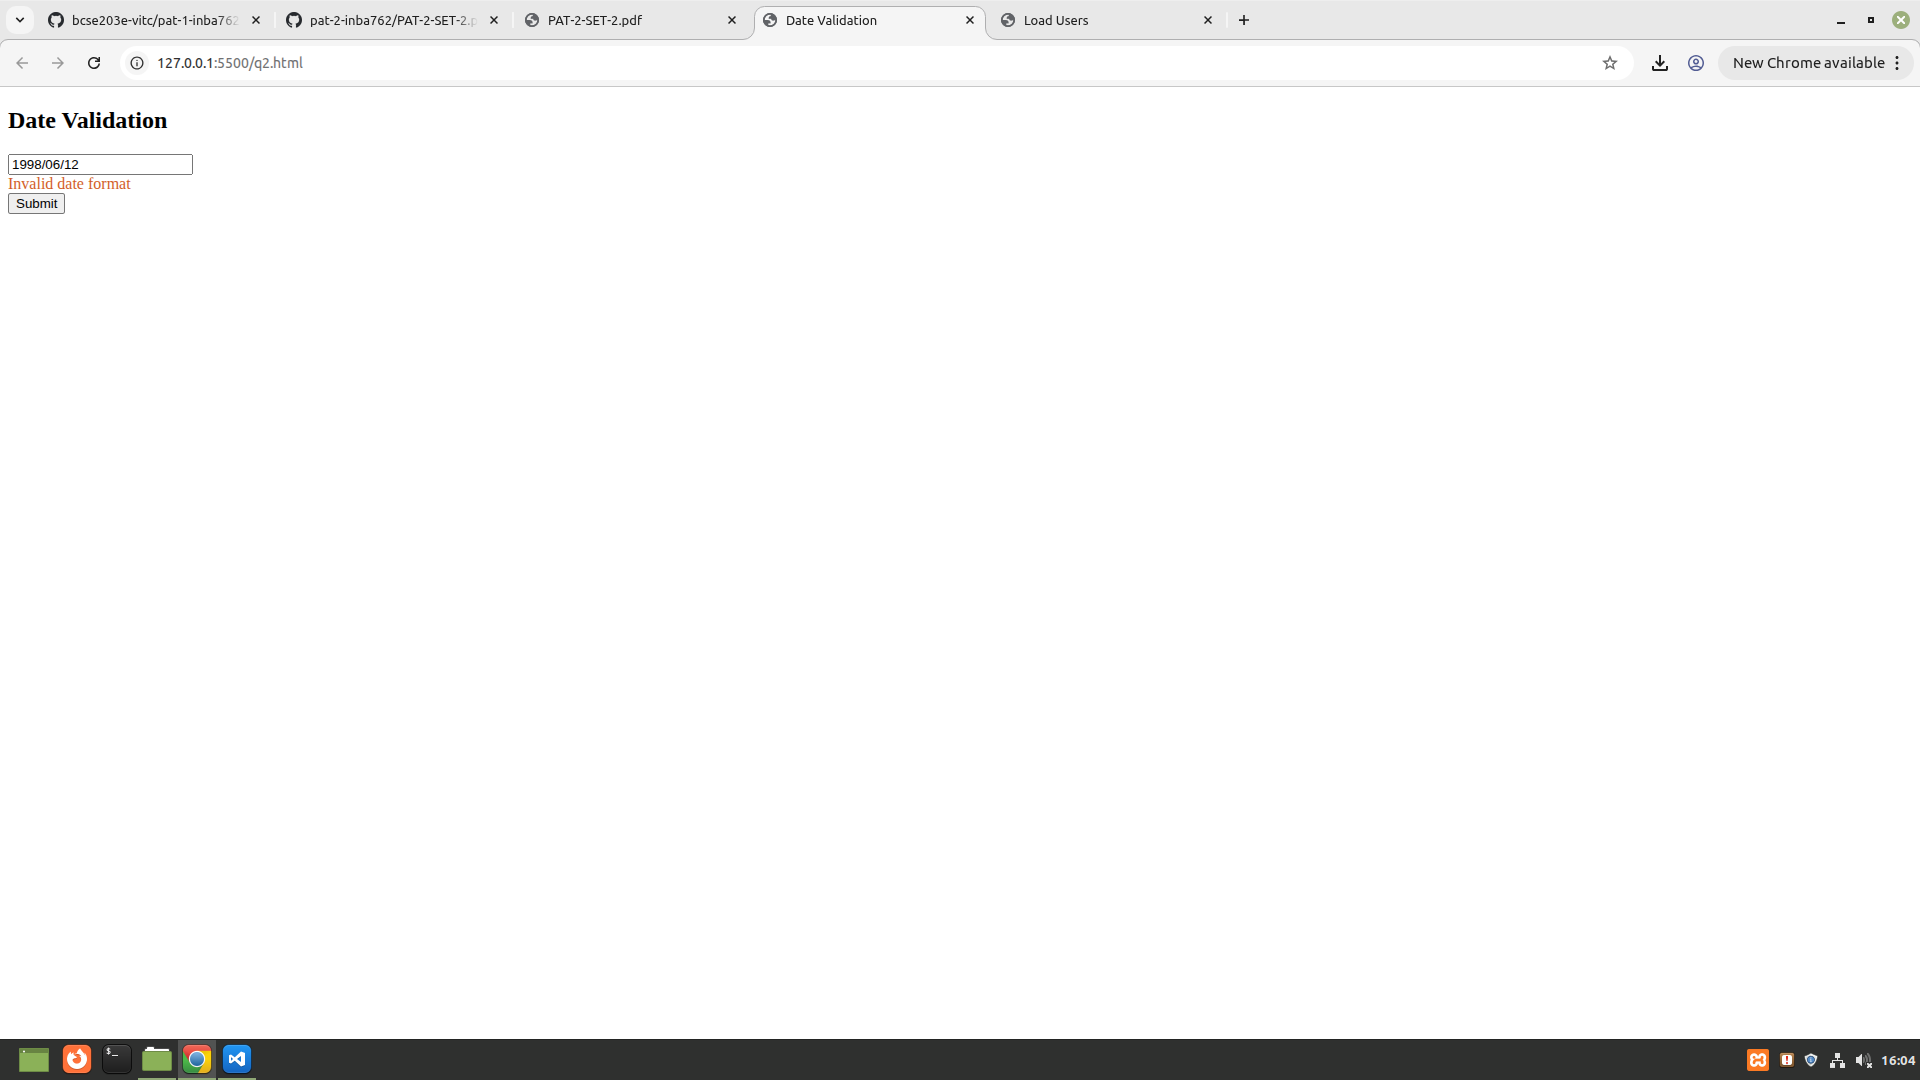 bcse203e-vitc/pat-1-inba762
pat-2-inba762/PAT-2-SET-2.p
PAT-2-SET-2.pdf
Date Validation
Load Users
127.0.0.1:5500/q2.html
New Chrome available
Date Validation
1998/06/12
Invalid date format
Submit
$_
16:04